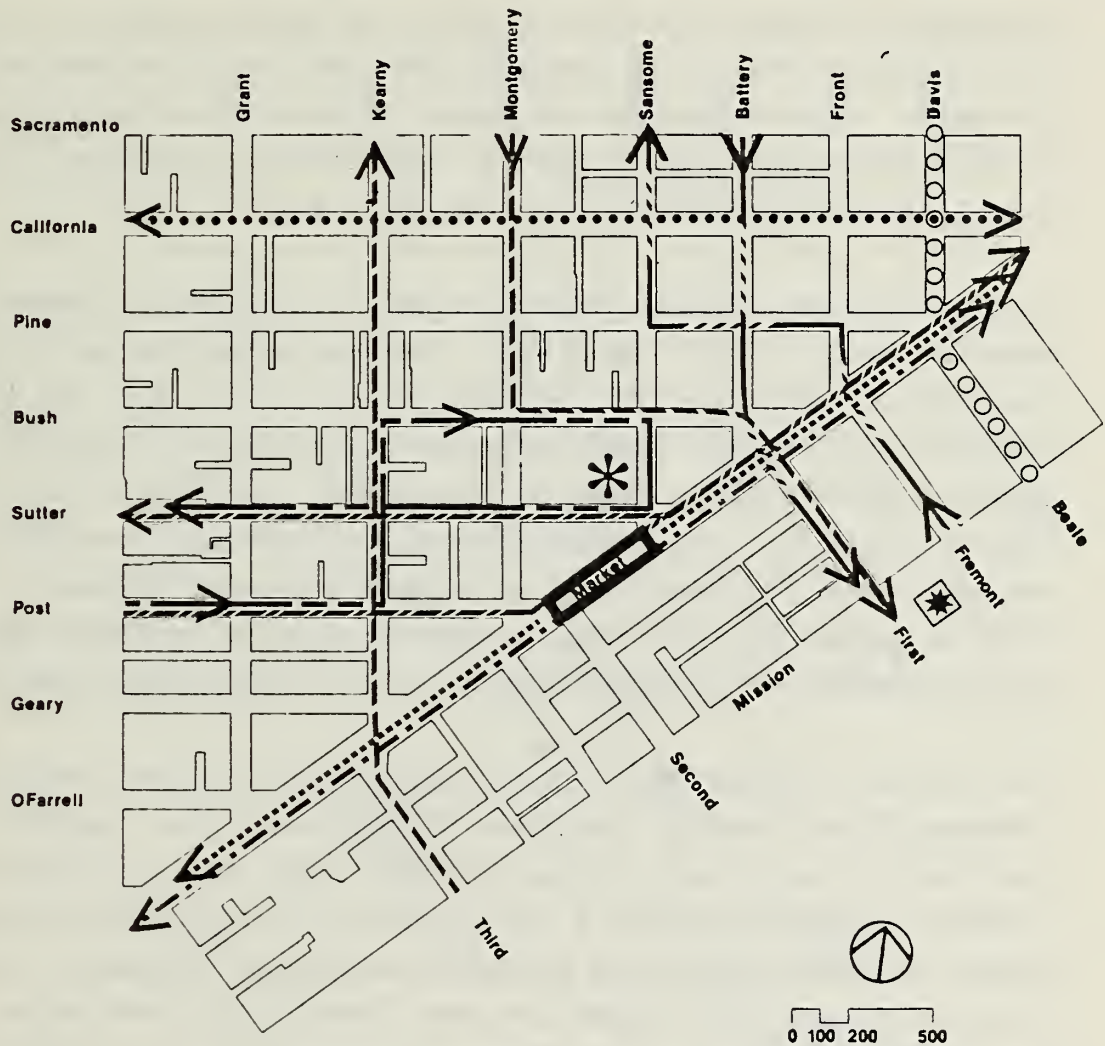 Grant
Kearny
Montgomery
Sansome
Battery
Front
Davis
Sacramento
California
Pine
Bush
Sutter
Post
Geary
OFarrell
Market
Mission
Beale
Fremont
First
Second
Third
0 100 200 500